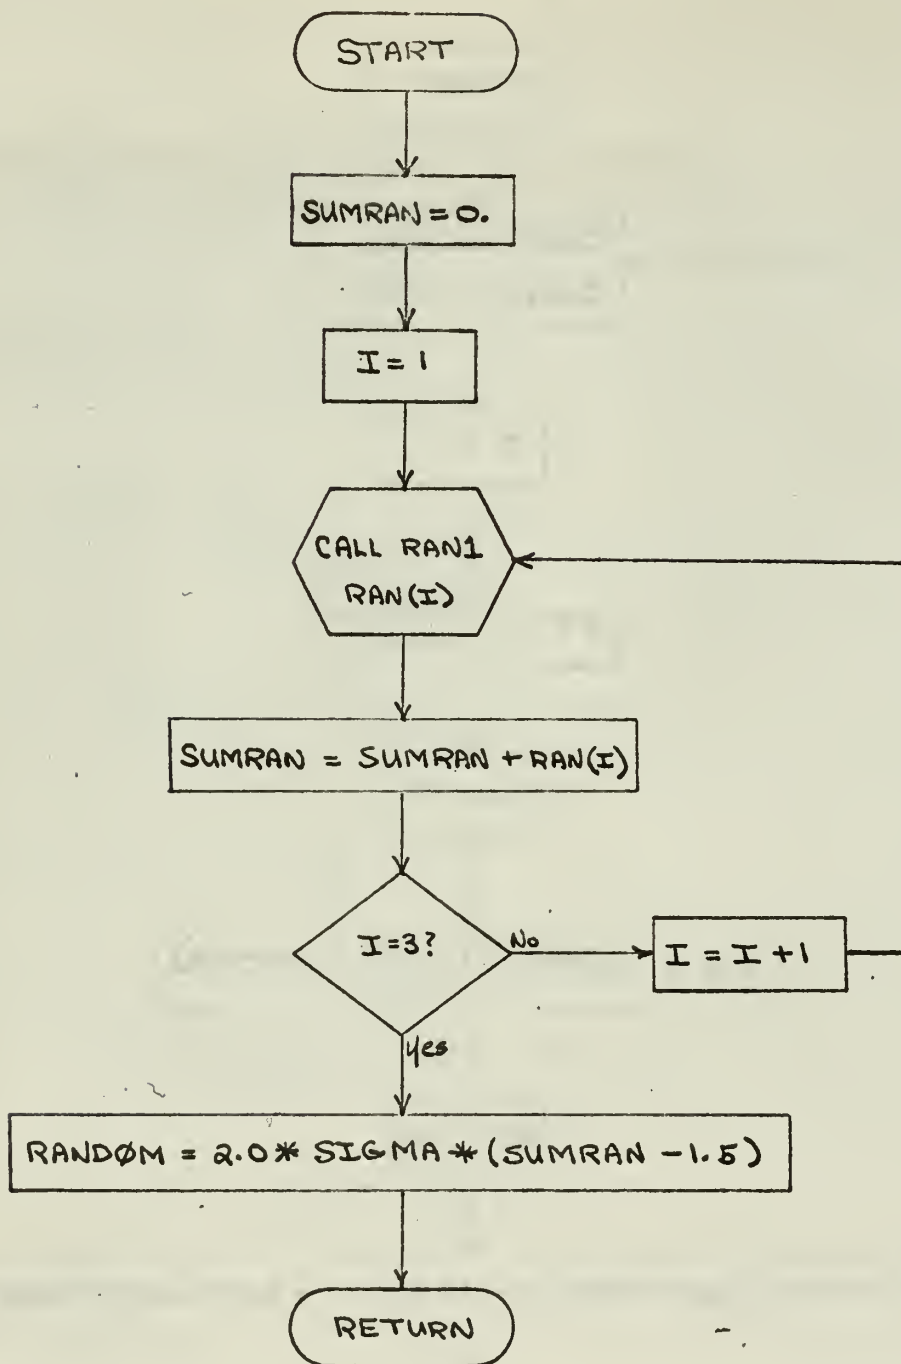 START
SUMRAN = 0.
I = 1
CALL RAN1
RAN(I)
SUMRAN = SUMRAN + RAN(I)
I=3?
No
I = I + 1
yes
RANDØM = 2.0* SIGMA * (SUMRAN - 1.5)
RETURN